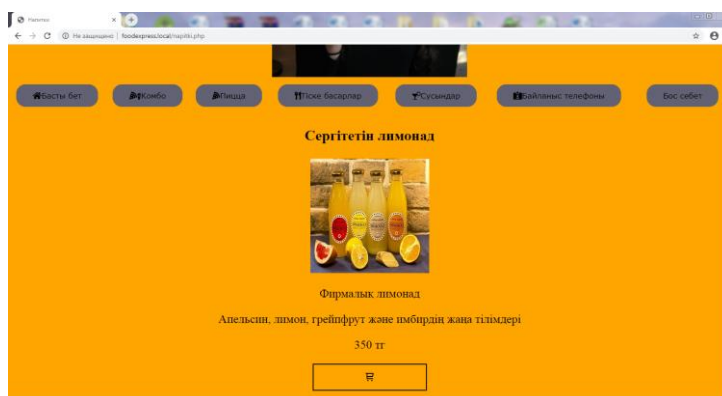 Напитки
Не защищено | foodexpress.local/napitki.php
Басты бет
Комбо
Пицца
Тіске басарлар
Сусындар
Байланыс телефоны
Бос себет
Сергітетін лимонад
Фирмалық лимонад
Апельсин, лимон, грейпфрут және имбирдің жаңа тілімдері
350 тг